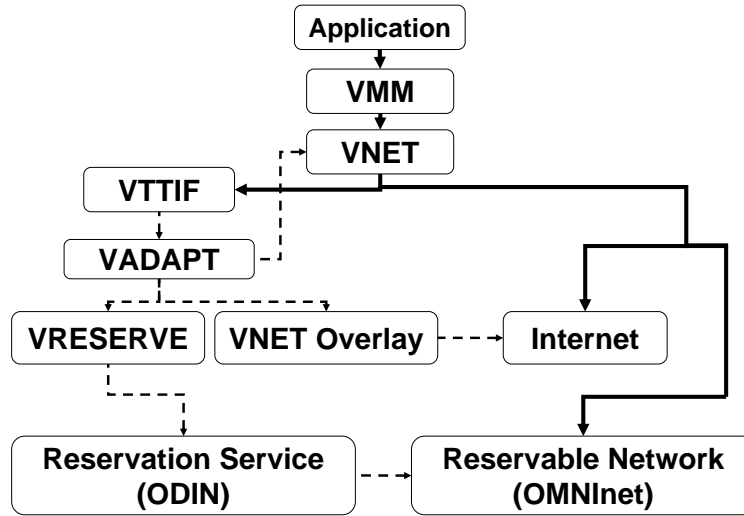 Application
VMM
VNET
VTTIF
VADAPT
VRESERVE
VNET Overlay
Internet
Reservation Service
(ODIN)
Reservable Network
(OMNInet)